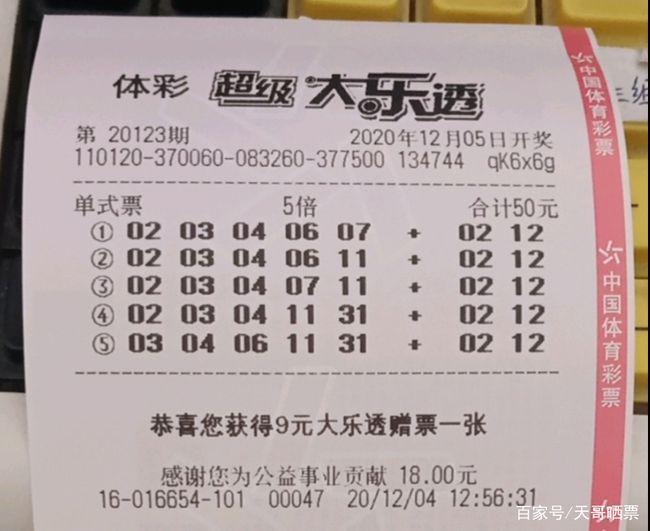 体彩 超级大乐透
第 20123期 2020年12月05日开奖
110120-370060-083260-377500 134744 qK6x6g
单式票 5倍 合计50元
① 02 03 04 06 07 + 02 12
② 02 03 04 06 11 + 02 12
③ 02 03 04 07 11 + 02 12
④ 02 03 04 11 31 + 02 12
⑤ 03 04 06 11 31 + 02 12
恭喜您获得9元大乐透赠票一张
感谢您为公益事业贡献 18.00元
16-016654-101 00047 20/12/04 12:56:31
中国体育彩票
中国体育彩票
百家号/天哥晒票